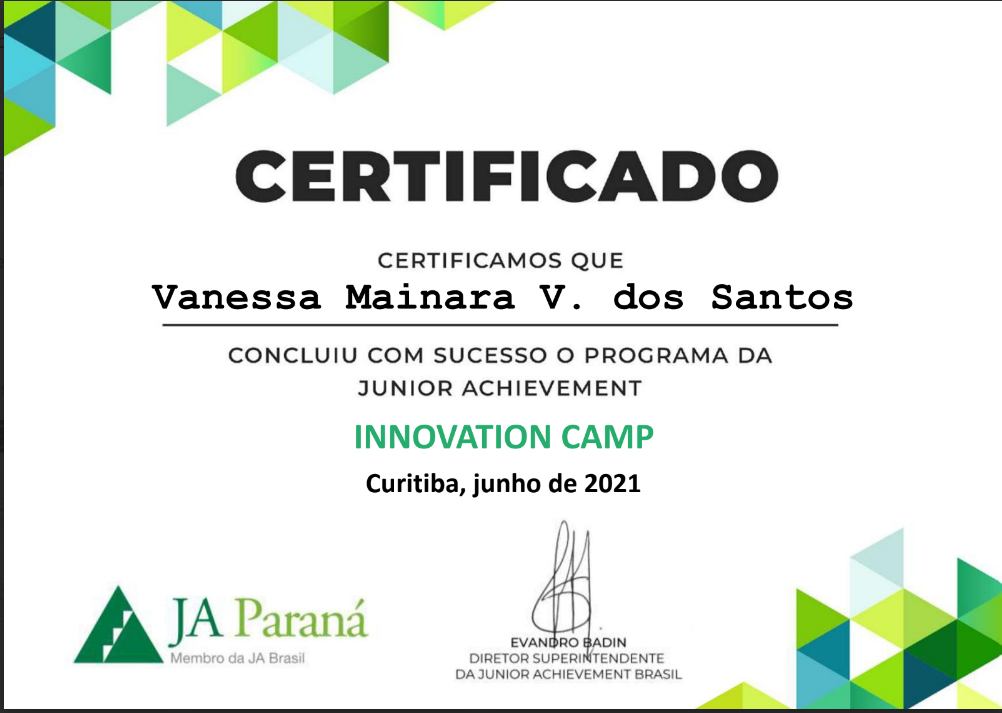 CERTIFICADO
CERTIFICAMOS QUE
Vanessa Mainara V. dos Santos
CONCLUIU COM SUCESSO O PROGRAMA DA
JUNIOR ACHIEVEMENT
INNOVATION CAMP
Curitiba, junho de 2021
JA Paraná
Membro da JA Brasil
EVANDRO BADIN
DIRETOR SUPERINTENDENTE
DA JUNIOR ACHIEVEMENT BRASIL